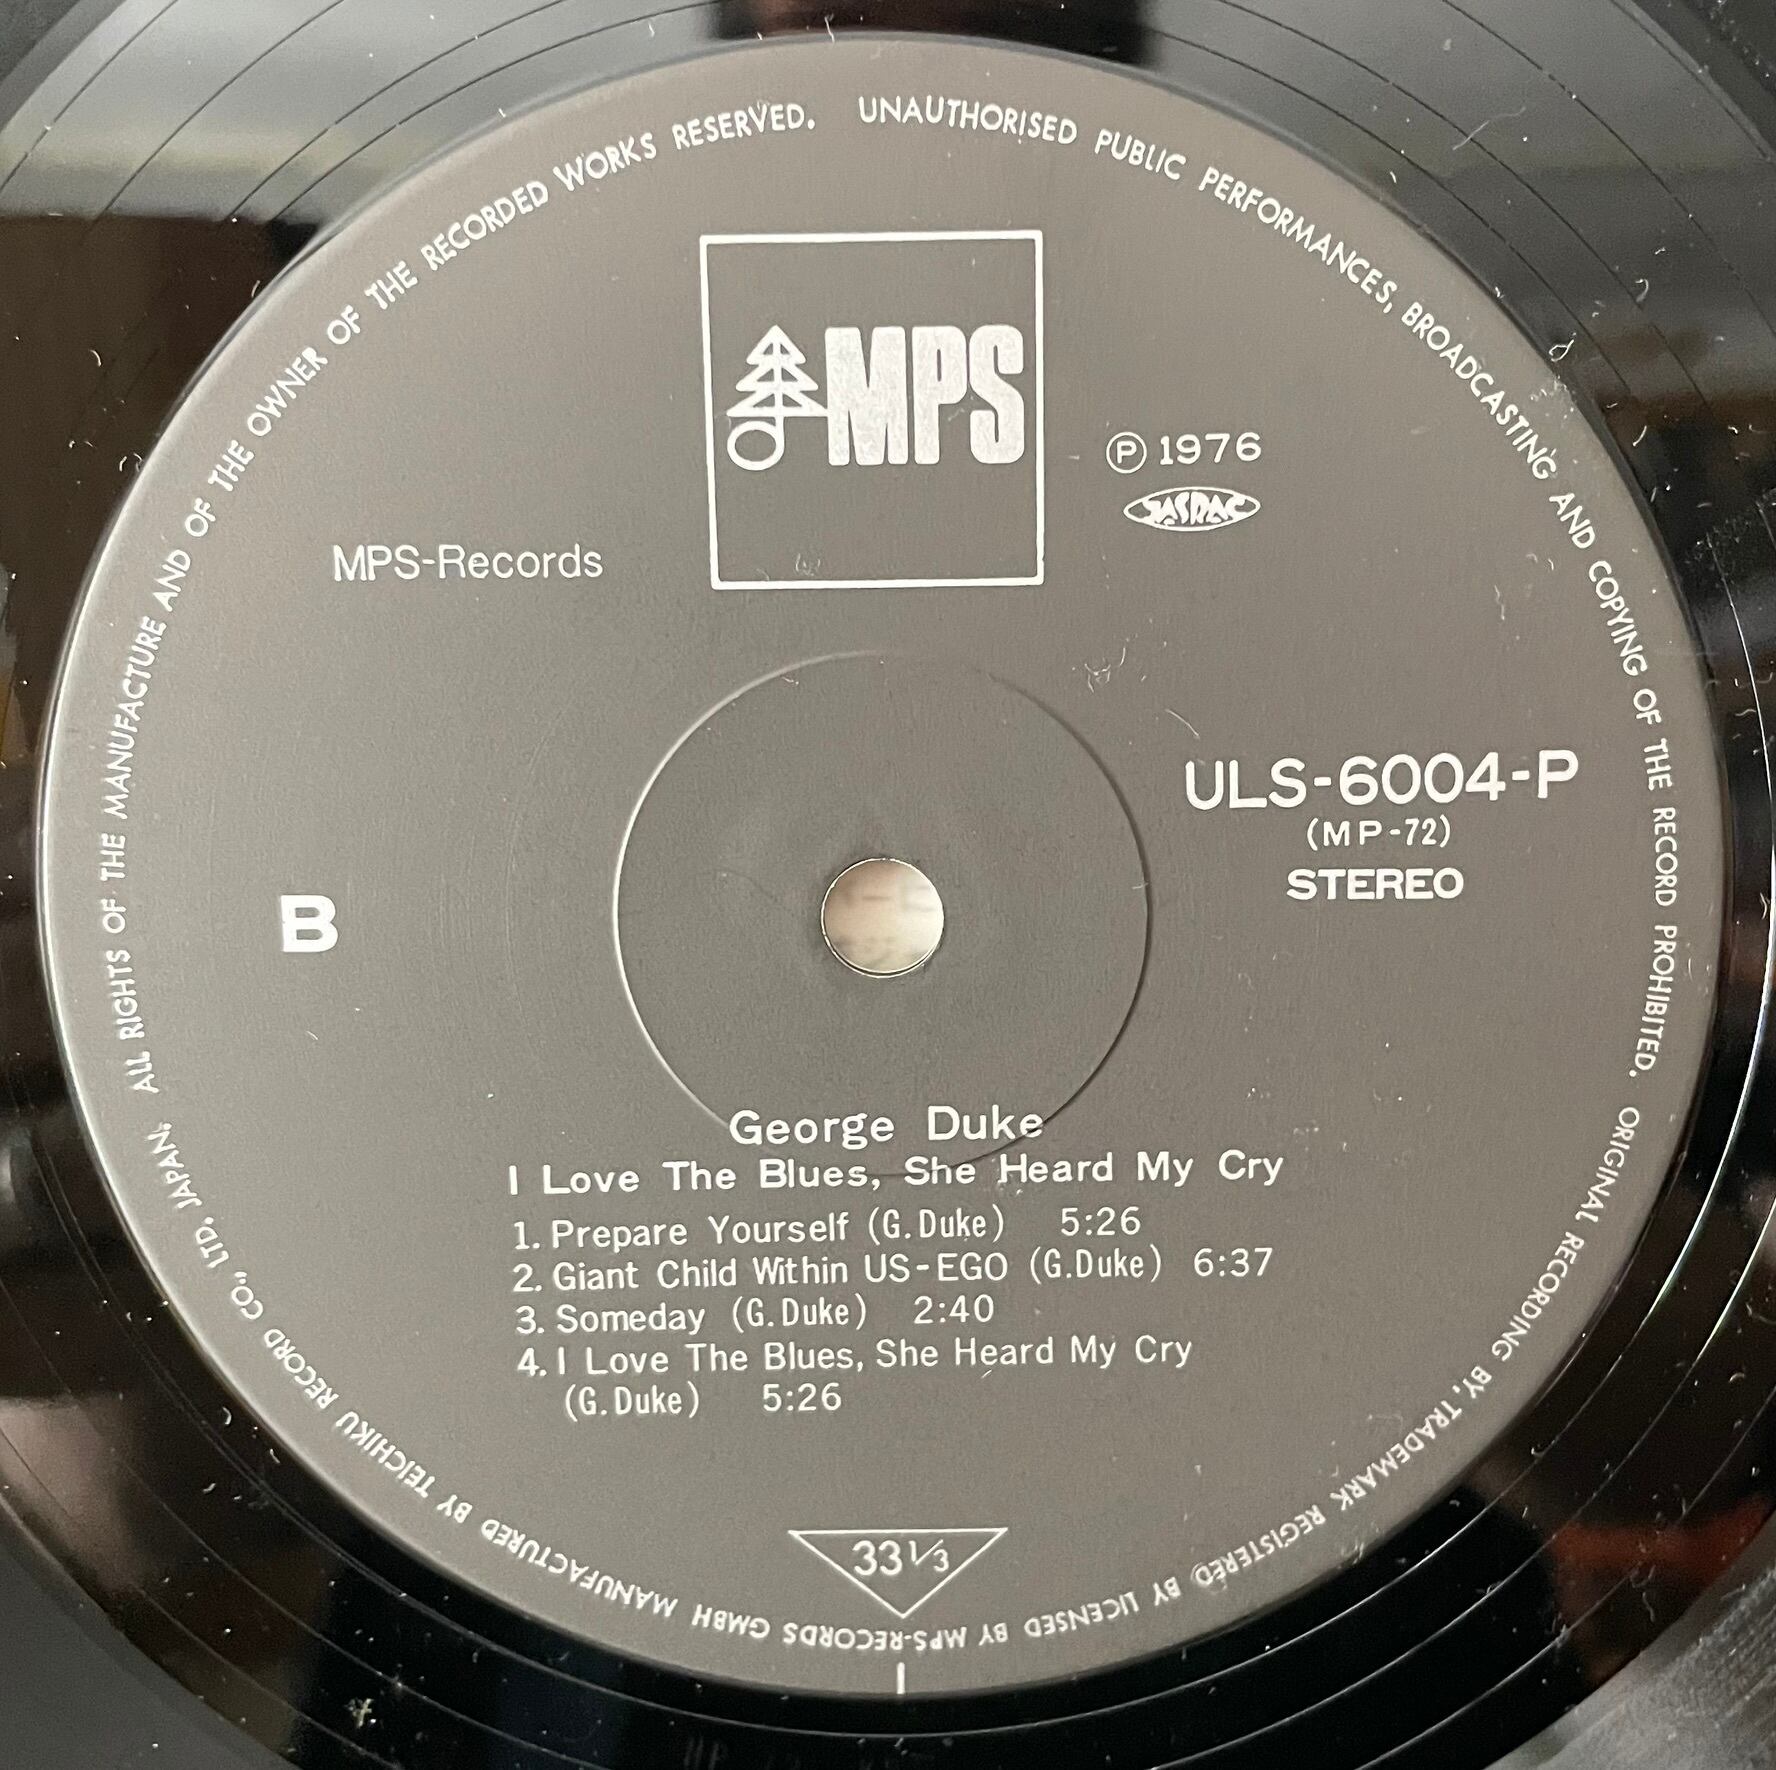 ALL RIGHTS OF THE MANUFACTURE AND OF THE OWNER OF THE RECORDED WORKS RESERVED. UNAUTHORISED PUBLIC PERFORMANCES, BROADCASTING AND COPYING OF THE RECORD PROHIBITED. ORIGINAL RECORDING BY, TRADEMARK REGISTERED BY LICENSED BY MPS-RECORDS GMBH MANUFACTURED BY TEICHIKU RECORD CO., LTD. JAPAN.
MPS
Ⓟ 1976
JASRAC
MPS-Records
ULS-6004-P
(MP-72)
STEREO
B
George Duke
I Love The Blues, She Heard My Cry
1. Prepare Yourself (G. Duke) 5:26
2. Giant Child Within US-EGO (G.Duke) 6:37
3. Someday (G. Duke) 2:40
4. I Love The Blues, She Heard My Cry
(G. Duke) 5:26
33 1/3